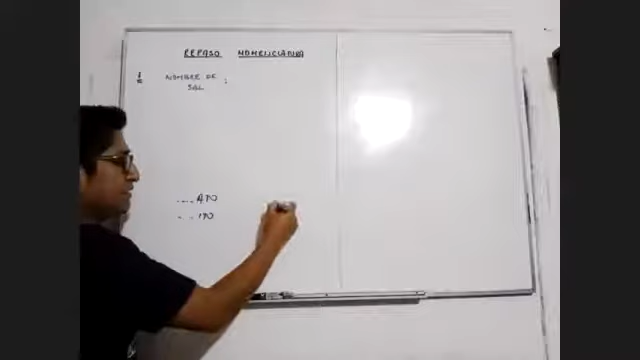 REPASO NOMENCLATURA
NOMBRE DE
SAL :
.... ATO
.. ITO